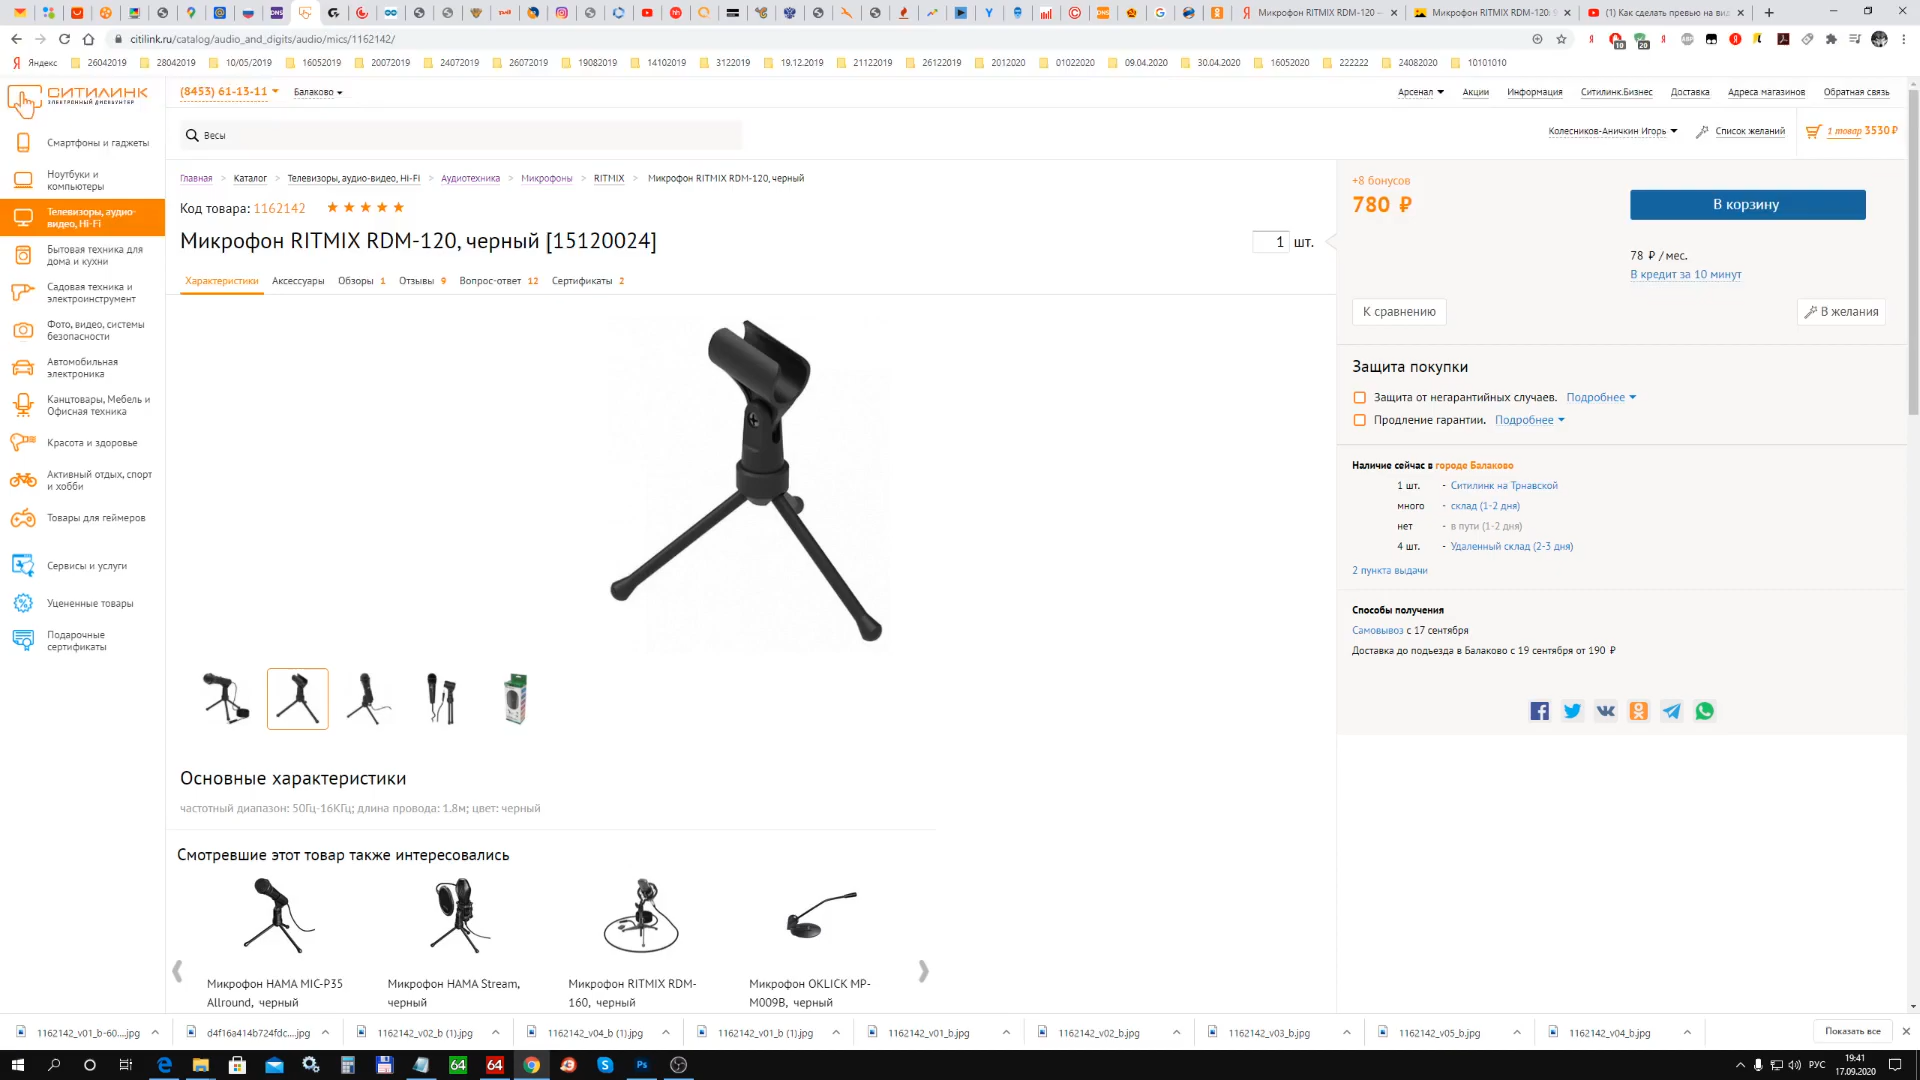 Микрофон RITMIX RDM-120 –
Микрофон RITMIX RDM-120:
(1) Как сделать превью на ви
citilink.ru/catalog/audio_and_digits/audio/mics/1162142/
Яндекс 26042019 28042019 10/05/2019 16052019 20072019 24072019 26072019 19082019 14102019 3122019 19.12.2019 21122019 26122019 2012020 01022020 09.04.2020 30.04.2020 16052020 222222 24082020 10101010
СИТИЛИНК
ЭЛЕКТРОННЫЙ ДИСКАУНТЕР
(8453) 61-13-11 Балаково
Арсенал Акции Информация Ситилинк.Бизнес Доставка Адреса магазинов Обратная связь
Весы
Колесников-Аничкин Игорь Список желаний 1 товар 3530 ₽
Смартфоны и гаджеты
Ноутбуки и
компьютеры
Телевизоры, аудио-
видео, Hi-Fi
Бытовая техника для
дома и кухни
Садовая техника и
электроинструмент
Фото, видео, системы
безопасности
Автомобильная
электроника
Канцтовары, Мебель и
Офисная техника
Красота и здоровье
Активный отдых, спорт
и хобби
Товары для геймеров
Сервисы и услуги
Уцененные товары
Подарочные
сертификаты
Главная > Каталог > Телевизоры, аудио-видео, Hi-Fi > Аудиотехника > Микрофоны > RITMIX > Микрофон RITMIX RDM-120, черный
Код товара: 1162142
Микрофон RITMIX RDM-120, черный [15120024]
1 шт.
Характеристики Аксессуары Обзоры 1 Отзывы 9 Вопрос-ответ 12 Сертификаты 2
+8 бонусов
780 ₽
В корзину
78 ₽ / мес.
В кредит за 10 минут
К сравнению
В желания
Защита покупки
Защита от негарантийных случаев. Подробнее
Продление гарантии. Подробнее
Наличие сейчас в городе Балаково
1 шт. - Ситилинк на Трнавской
много - склад (1-2 дня)
нет - в пути (1-2 дня)
4 шт. - Удаленный склад (2-3 дня)
2 пункта выдачи
Способы получения
Самовывоз с 17 сентября
Доставка до подъезда в Балаково с 19 сентября от 190 ₽
Основные характеристики
частотный диапазон: 50Гц-16КГц; длина провода: 1.8м; цвет: черный
Смотревшие этот товар также интересовались
Микрофон HAMA MIC-P35
Allround, черный
Микрофон HAMA Stream,
черный
Микрофон RITMIX RDM-
160, черный
Микрофон OKLICK MP-
M009B, черный
1162142_v01_b-60....jpg d4f16a414b724fdc....jpg 1162142_v02_b (1).jpg 1162142_v04_b (1).jpg 1162142_v01_b (1).jpg 1162142_v01_b.jpg 1162142_v02_b.jpg 1162142_v03_b.jpg 1162142_v05_b.jpg 1162142_v04_b.jpg Показать все
64 64 Ps
РУС
19:41
17.09.2020